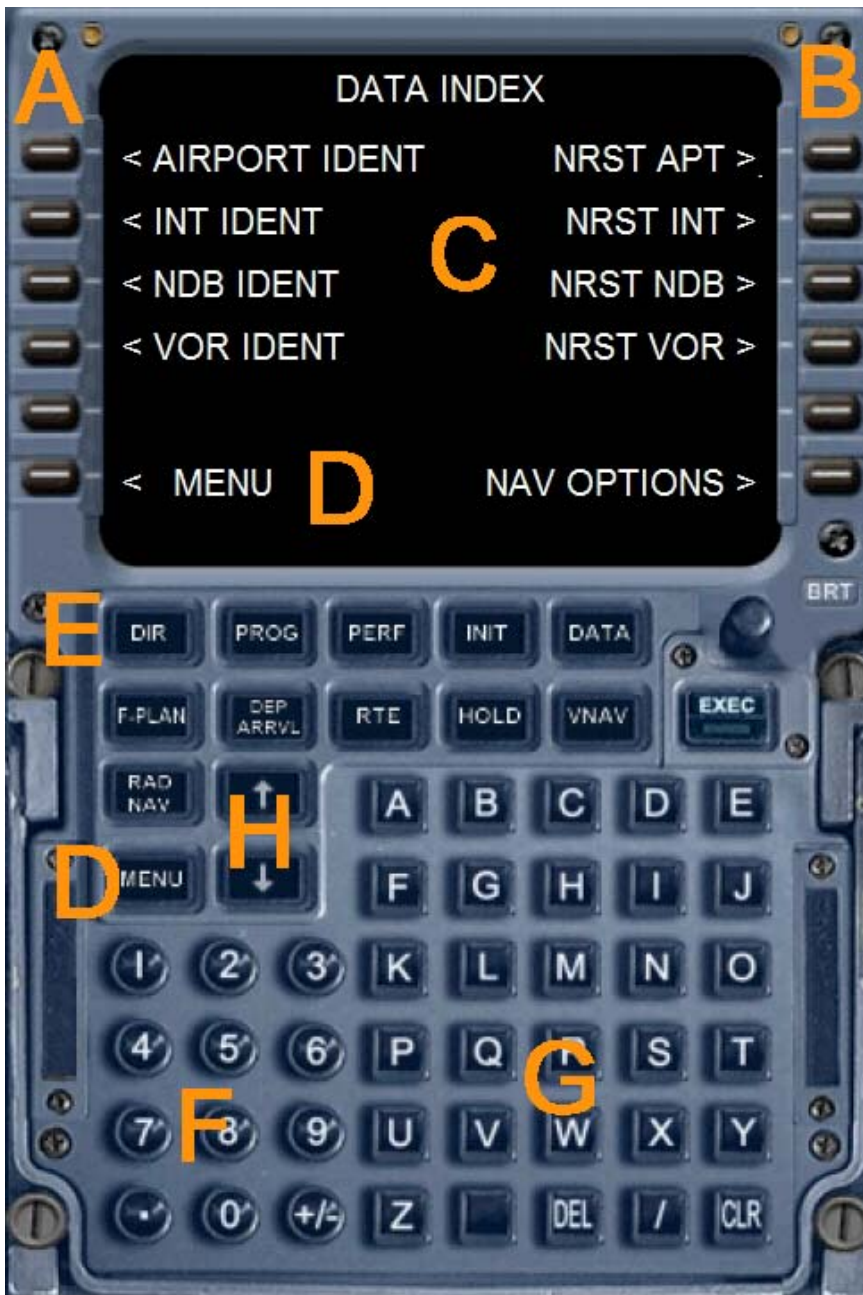 A B
DATA INDEX
< AIRPORT IDENT NRST APT >
< INT IDENT NRST INT >
C
< NDB IDENT NRST NDB >
< VOR IDENT NRST VOR >
< MENU D NAV OPTIONS >
BRT
E DIR PROG PERF INIT DATA
F-PLAN DEP ARRVL RTE HOLD VNAV EXEC
RAD NAV ↑ A B C D E
H
D MENU ↓ F G H I J
1 2 3 K L M N O
4 5 6 P Q R S T
G
F
7 8 9 U V W X Y
. 0 +/- Z DEL / CLR